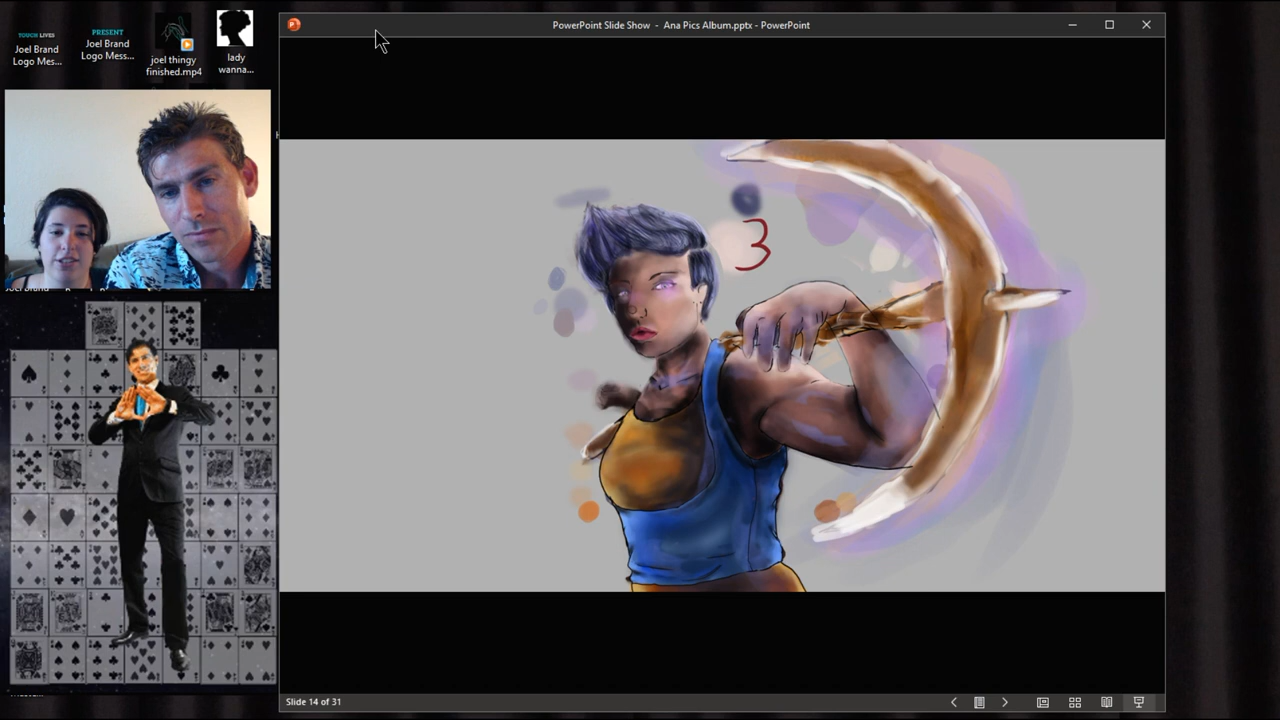 PowerPoint Slide Show - Ana Pics Album.pptx - PowerPoint
TOUCH LIVES
Joel Brand
Logo Mes...
PRESENT
Joel Brand
Logo Mes...
joel thingy
finished.mp4
lady
wanna...
3
Slide 14 of 31